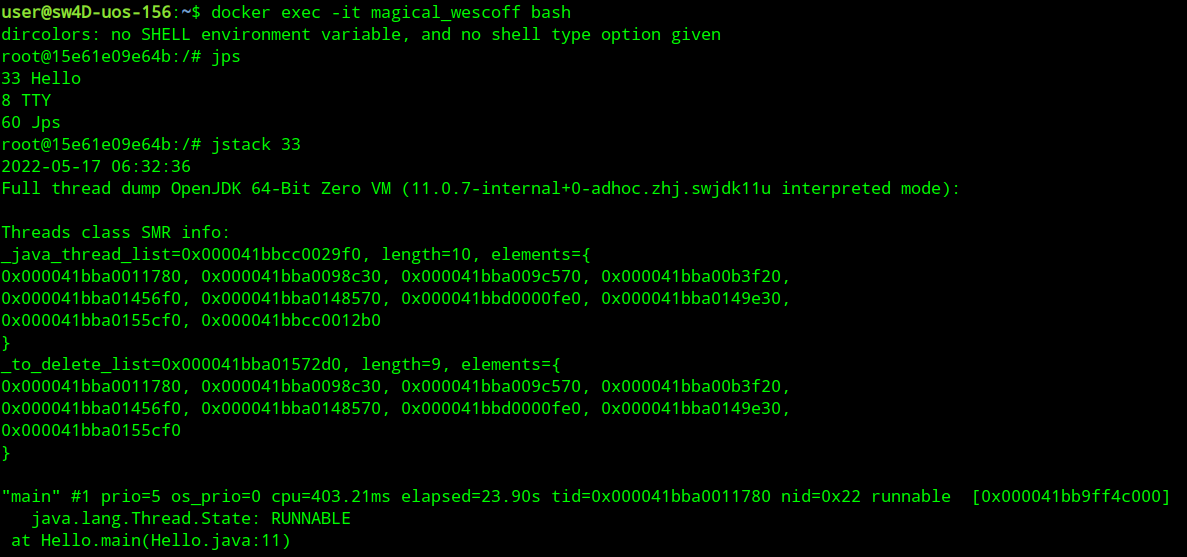 user@sw4D-uos-156:~$ docker exec -it magical_wescoff bash
dircolors: no SHELL environment variable, and no shell type option given
root@15e61e09e64b:/# jps
33 Hello
8 TTY
60 Jps
root@15e61e09e64b:/# jstack 33
2022-05-17 06:32:36
Full thread dump OpenJDK 64-Bit Zero VM (11.0.7-internal+0-adhoc.zhj.swjdk11u interpreted mode):

Threads class SMR info:
_java_thread_list=0x000041bbcc0029f0, length=10, elements={
0x000041bba0011780, 0x000041bba0098c30, 0x000041bba009c570, 0x000041bba00b3f20,
0x000041bba01456f0, 0x000041bba0148570, 0x000041bbd0000fe0, 0x000041bba0149e30,
0x000041bba0155cf0, 0x000041bbcc0012b0
}
_to_delete_list=0x000041bba01572d0, length=9, elements={
0x000041bba0011780, 0x000041bba0098c30, 0x000041bba009c570, 0x000041bba00b3f20,
0x000041bba01456f0, 0x000041bba0148570, 0x000041bbd0000fe0, 0x000041bba0149e30,
0x000041bba0155cf0
}

"main" #1 prio=5 os_prio=0 cpu=403.21ms elapsed=23.90s tid=0x000041bba0011780 nid=0x22 runnable  [0x000041bb9ff4c000]
   java.lang.Thread.State: RUNNABLE
 at Hello.main(Hello.java:11)